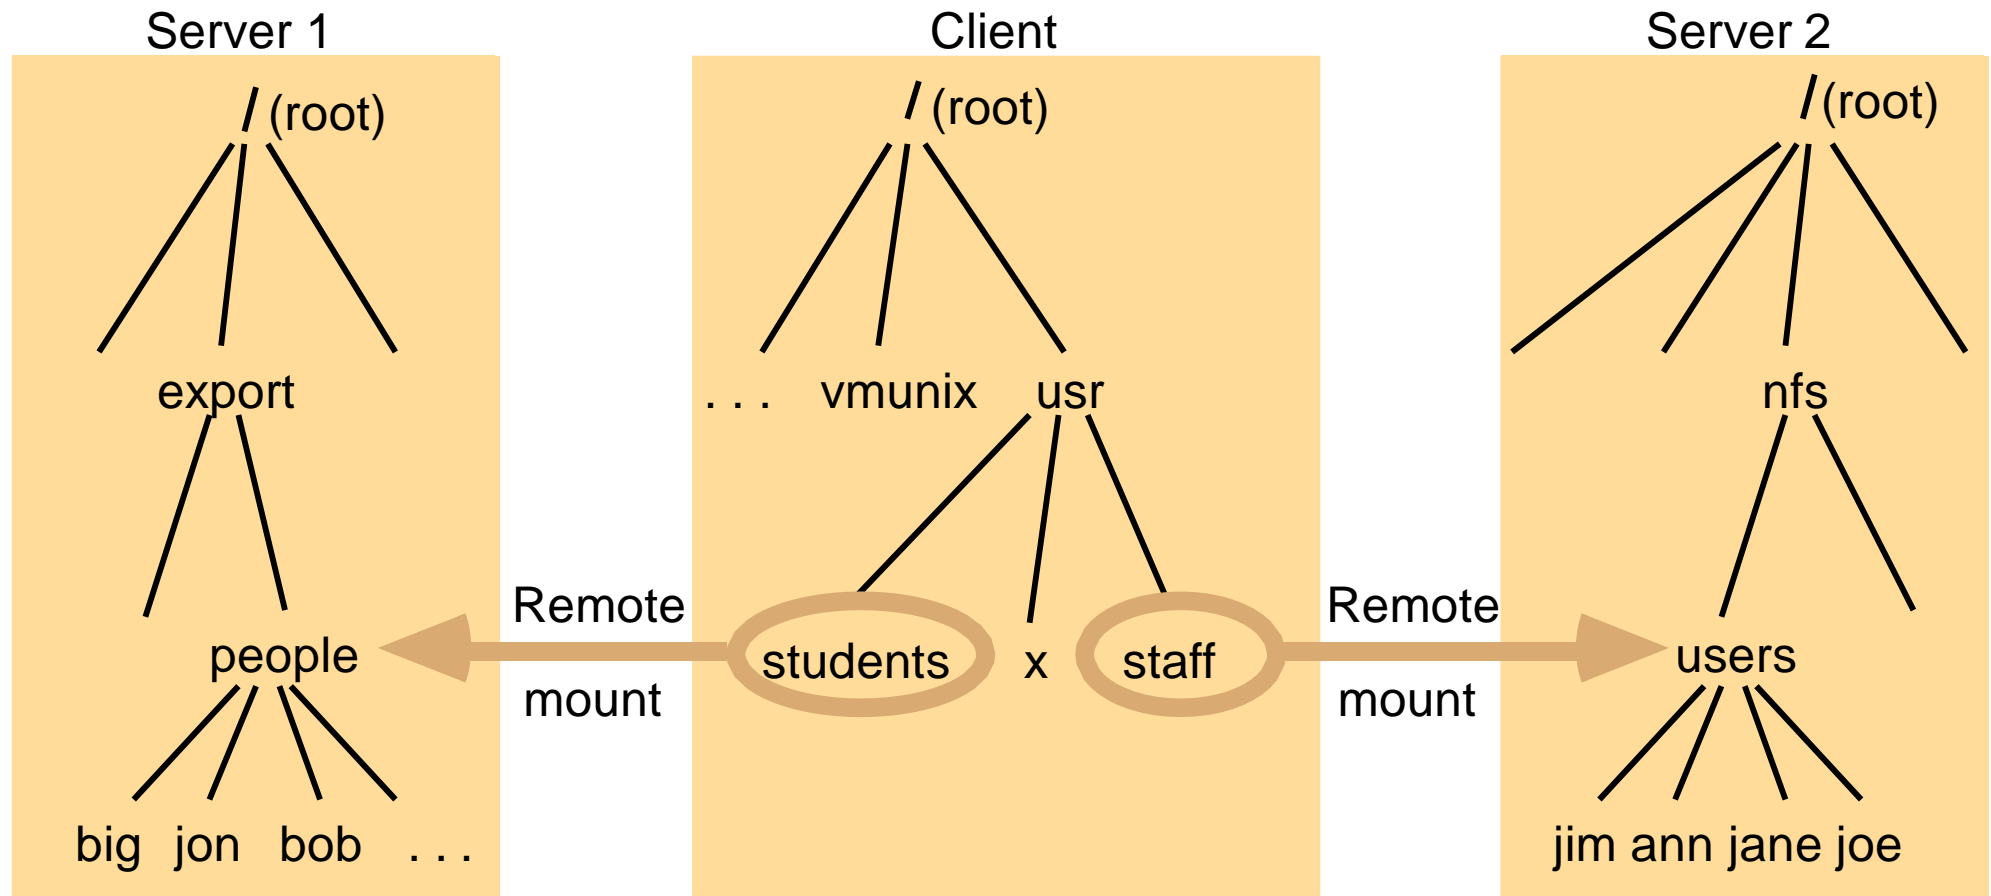 Server 1 Client Server 2
/ (root) / (root) / (root)
export . . . vmunix usr nfs
Remote Remote
people students x staff users
mount mount
big jon bob . . . jim ann jane joe